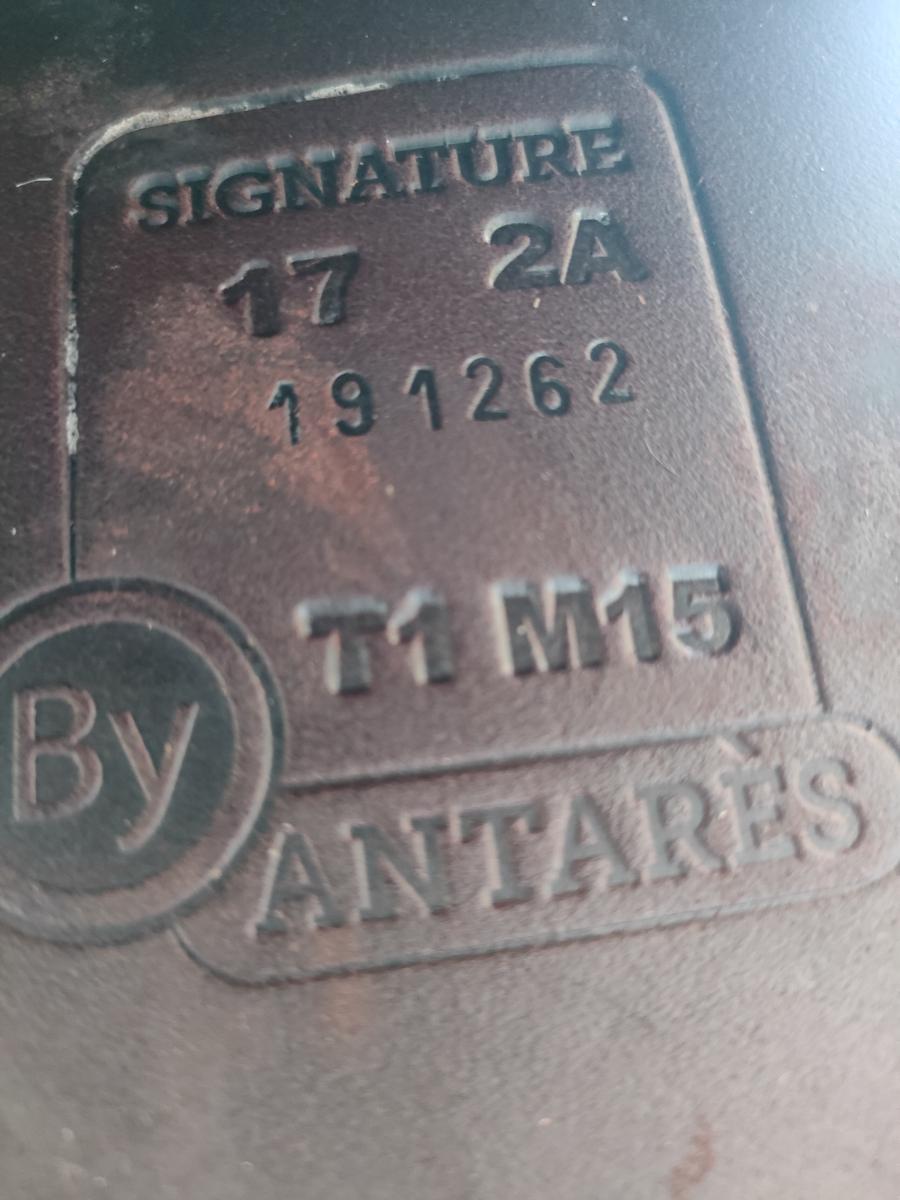 SIGNATURE
17 2A
191262
T1 M15
By
ANTARÈS